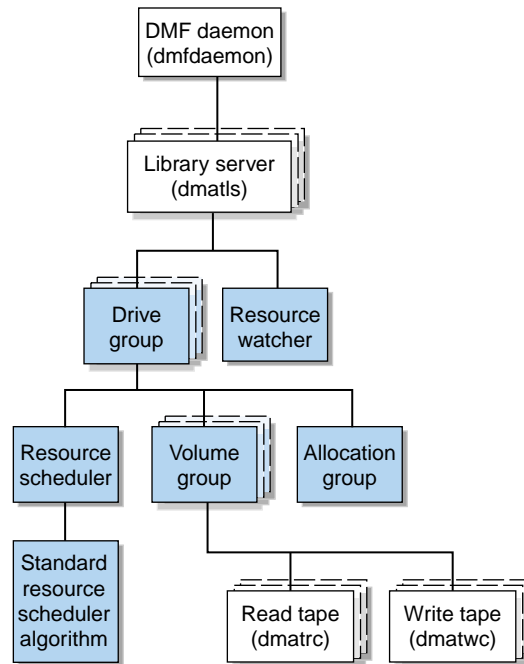 DMF daemon
(dmfdaemon)
Library server
(dmatls)
Drive
group
Resource
watcher
Resource
scheduler
Volume
group
Allocation
group
Standard
resource
scheduler
algorithm
Read tape
(dmatrc)
Write tape
(dmatwc)